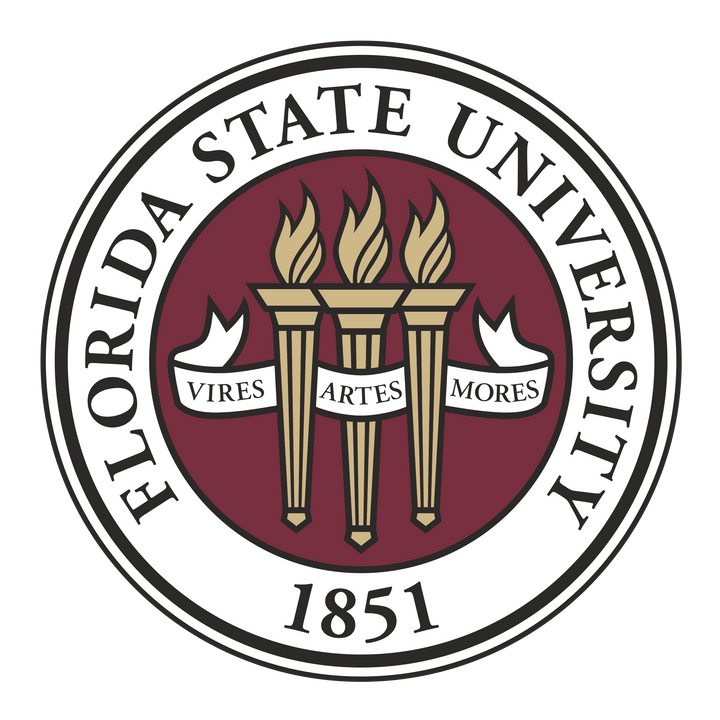 FLORIDA STATE UNIVERSITY
VIRES ARTES MORES
1851